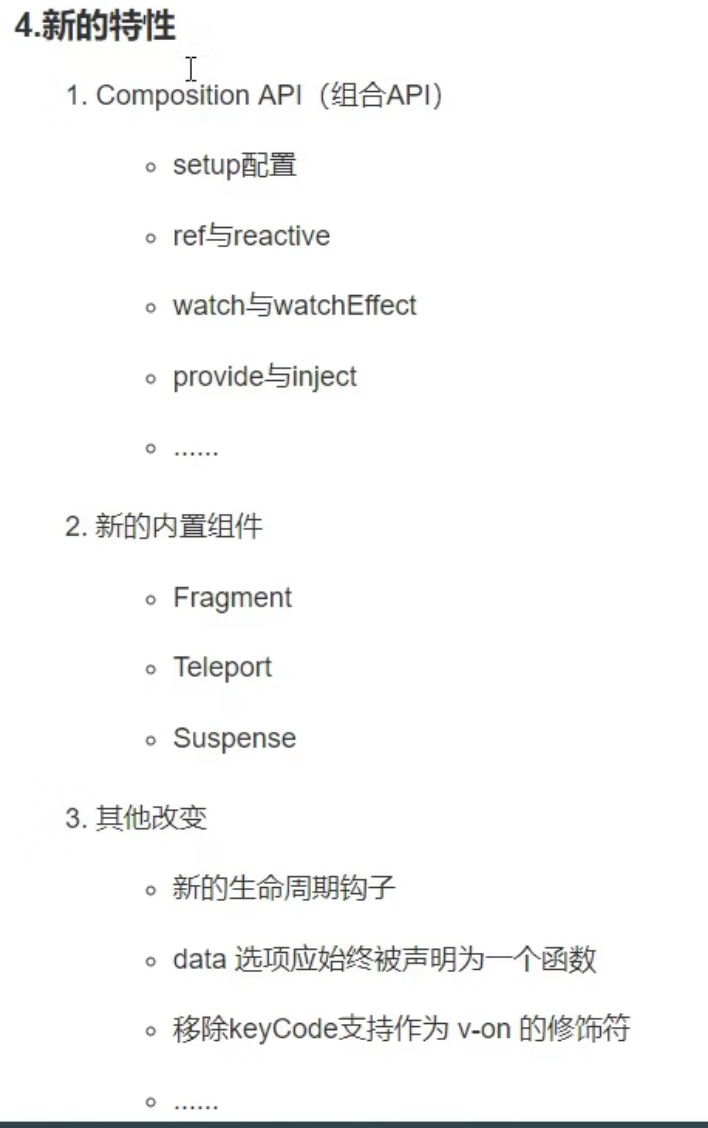 4.新的特性
1. Composition API（组合API）
setup配置
ref与reactive
watch与watchEffect
provide与inject
......
2. 新的内置组件
Fragment
Teleport
Suspense
3. 其他改变
新的生命周期钩子
data 选项应始终被声明为一个函数
移除keyCode支持作为 v-on 的修饰符
......